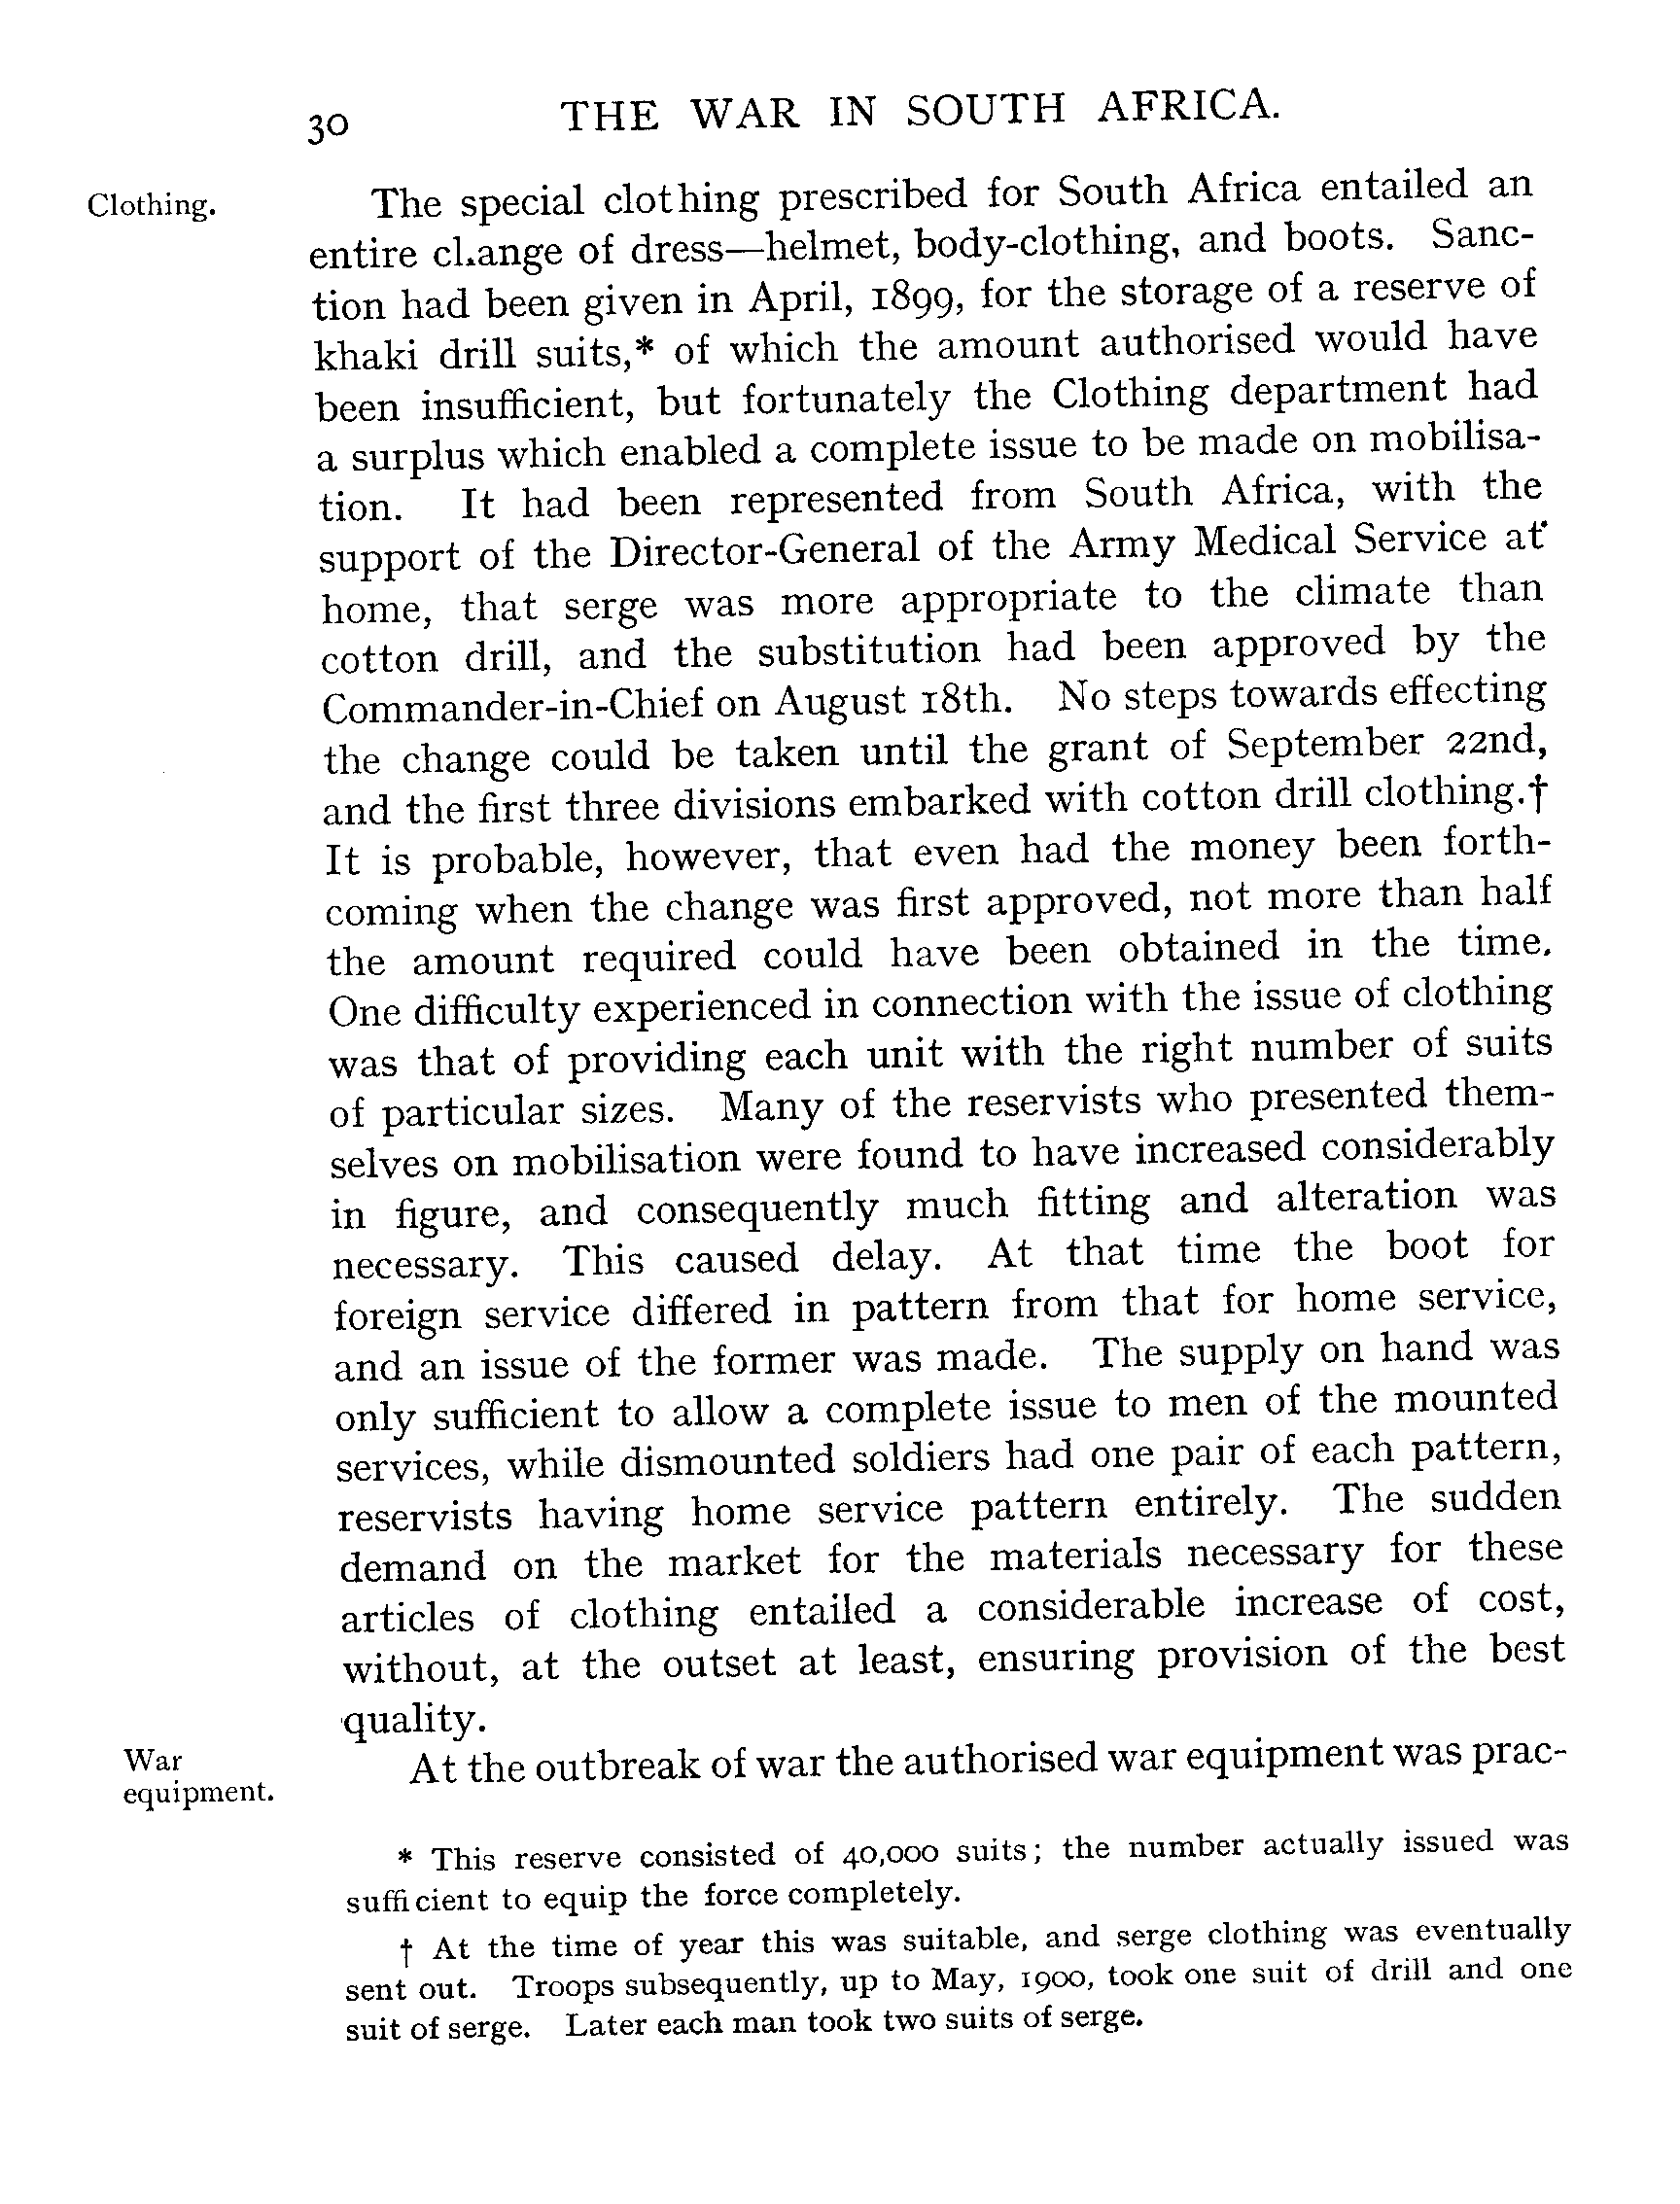 30
THE WAR IN SOUTH AFRICA.
Clothing.
The special clothing prescribed for South Africa entailed an
entire change of dress—helmet, body-clothing, and boots. Sanc-
tion had been given in April, 1899, for the storage of a reserve of
khaki drill suits,* of which the amount authorised would have
been insufficient, but fortunately the Clothing department had
a surplus which enabled a complete issue to be made on mobilisa-
tion. It had been represented from South Africa, with the
support of the Director-General of the Army Medical Service at
home, that serge was more appropriate to the climate than
cotton drill, and the substitution had been approved by the
Commander-in-Chief on August 18th. No steps towards effecting
the change could be taken until the grant of September 22nd,
and the first three divisions embarked with cotton drill clothing.†
It is probable, however, that even had the money been forth-
coming when the change was first approved, not more than half
the amount required could have been obtained in the time.
One difficulty experienced in connection with the issue of clothing
was that of providing each unit with the right number of suits
of particular sizes. Many of the reservists who presented them-
selves on mobilisation were found to have increased considerably
in figure, and consequently much fitting and alteration was
necessary. This caused delay. At that time the boot for
foreign service differed in pattern from that for home service,
and an issue of the former was made. The supply on hand was
only sufficient to allow a complete issue to men of the mounted
services, while dismounted soldiers had one pair of each pattern,
reservists having home service pattern entirely. The sudden
demand on the market for the materials necessary for these
articles of clothing entailed a considerable increase of cost,
without, at the outset at least, ensuring provision of the best
quality.
War
equipment.
At the outbreak of war the authorised war equipment was prac-
* This reserve consisted of 40,000 suits; the number actually issued was
sufficient to equip the force completely.
† At the time of year this was suitable, and serge clothing was eventually
sent out. Troops subsequently, up to May, 1900, took one suit of drill and one
suit of serge. Later each man took two suits of serge.